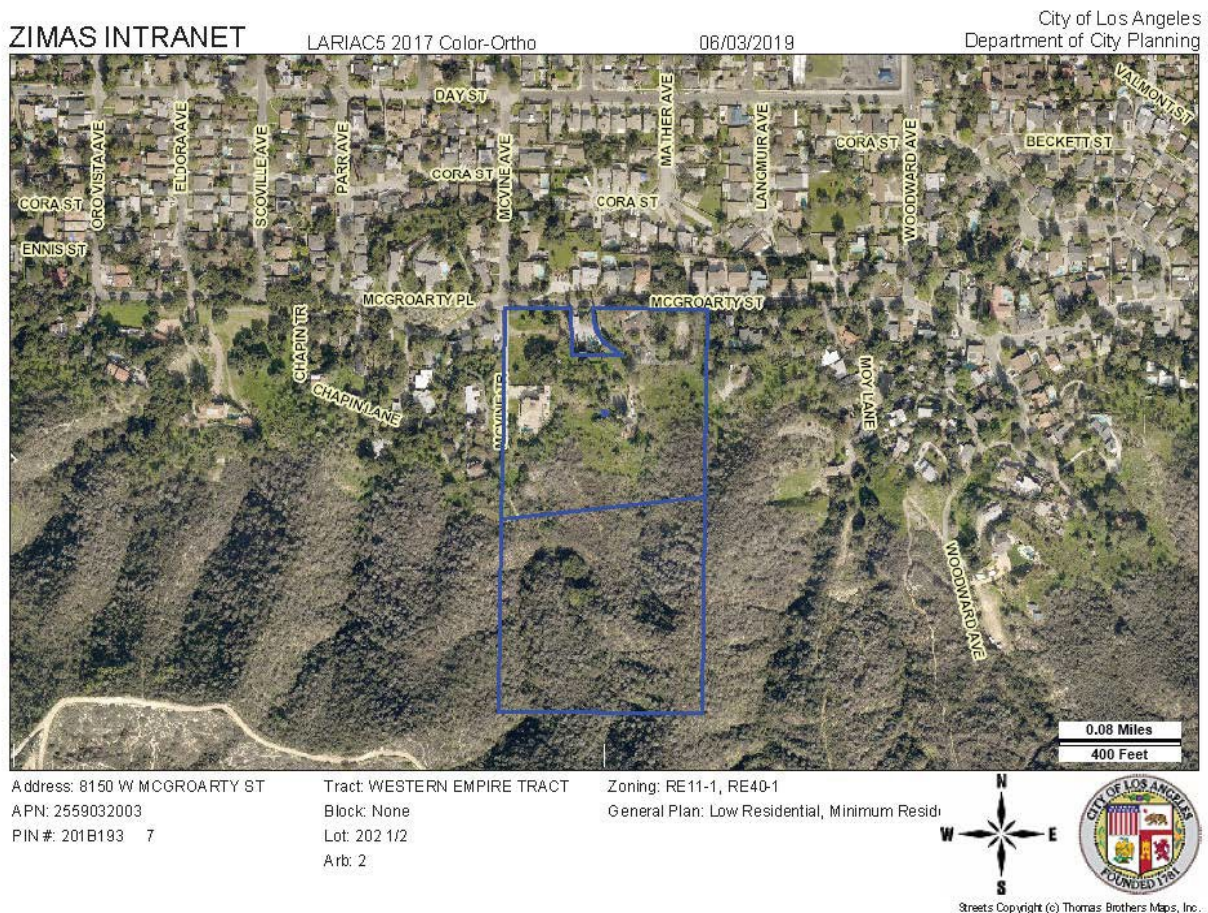 City of Los Angeles
ZIMAS INTRANET LARIAC5 2017 Color-Ortho 06/03/2019 Department of City Planning
VALMONT ST
DAY ST
ORO VISTA AVE
ELDORA AVE
SCOVILLE AVE
PARR AVE
MCVINE AVE
MATHER AVE
LANGMUIR AVE
WOODWARD AVE
CORA ST
BECKETT ST
CORA ST
CORA ST
CORA ST
ENNIS ST
MCGROARTY PL
MCGROARTY ST
CHAPIN TR
CHAPIN LANE
MCVINE TR
MOY LANE
WOODWARD AVE
0.08 Miles
400 Feet
Address: 8150 W MCGROARTY ST
APN: 2559032003
PIN #: 201B193 7
Tract: WESTERN EMPIRE TRACT
Block: None
Lot: 202 1/2
Arb: 2
Zoning: RE11-1, RE40-1
General Plan: Low Residential, Minimum Reside
N
W E
S
CITY OF LOS ANGELES
FOUNDED 1781
Streets Copyright (c) Thomas Brothers Maps, Inc.